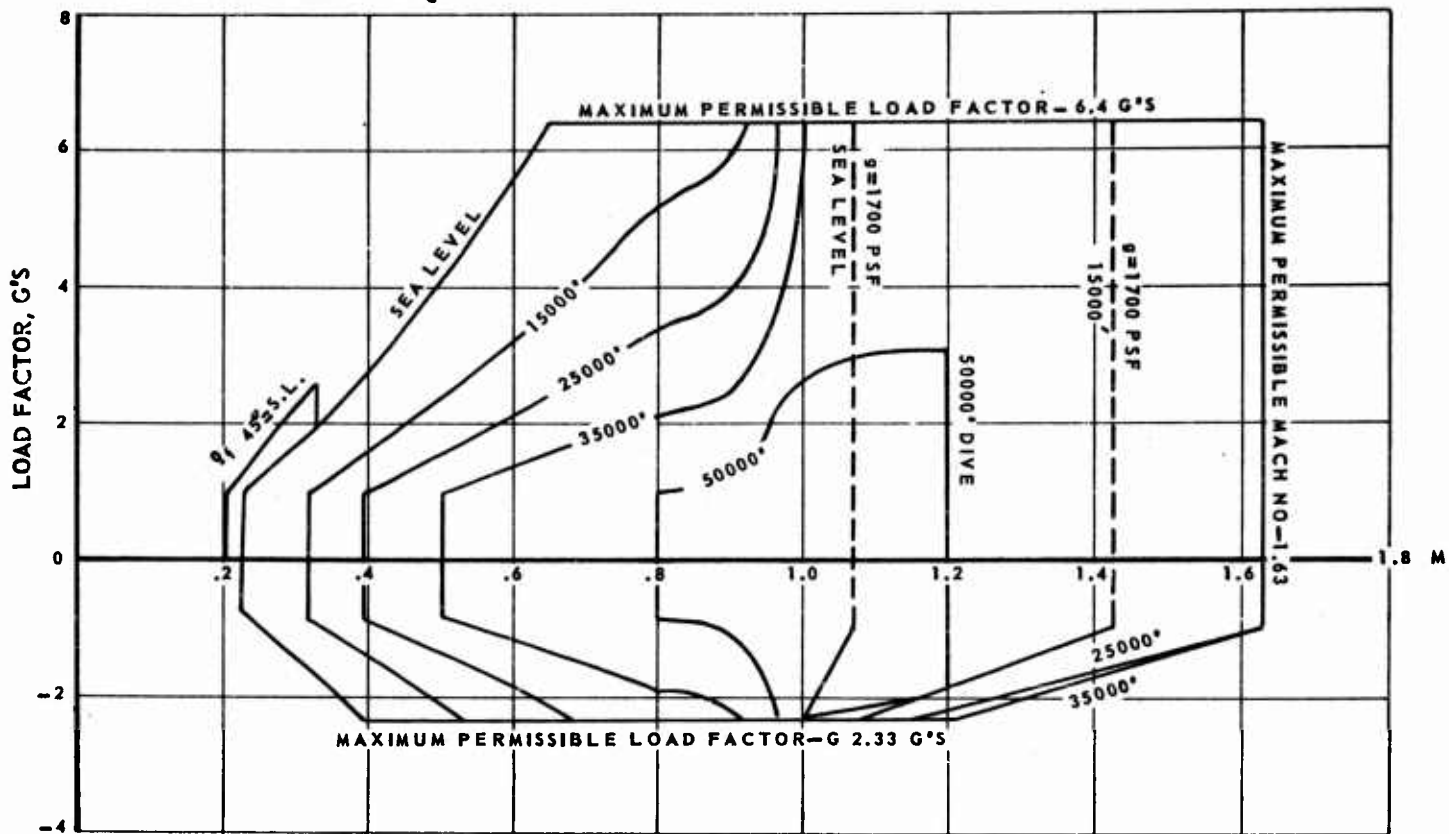 8
MAXIMUM PERMISSIBLE LOAD FACTOR—6.4 G'S
6
SEA LEVEL
SEA LEVEL
q=1700 PSF
15000'
q=1700 PSF
MAXIMUM PERMISSIBLE MACH NO—1.63
LOAD FACTOR, G'S
4
15000'
25000'
2
45° S.L.
35000'
50000'
50000' DIVE
0
.2
.4
.6
.8
1.0
1.2
1.4
1.6
1.8 M
25000'
35000'
−2
MAXIMUM PERMISSIBLE LOAD FACTOR—G 2.33 G'S
−4